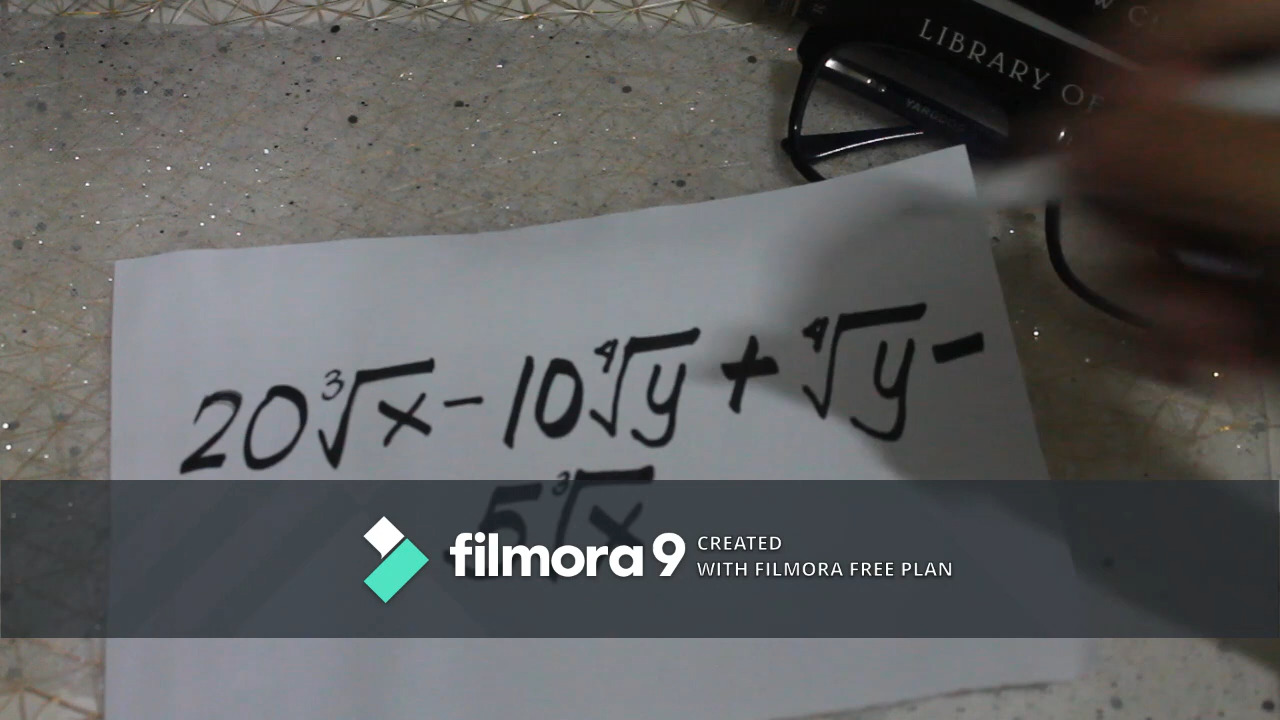 LIBRARY OF
20∛x - 10∜y + ∜y -
5∛x
filmora9 CREATED
WITH FILMORA FREE PLAN